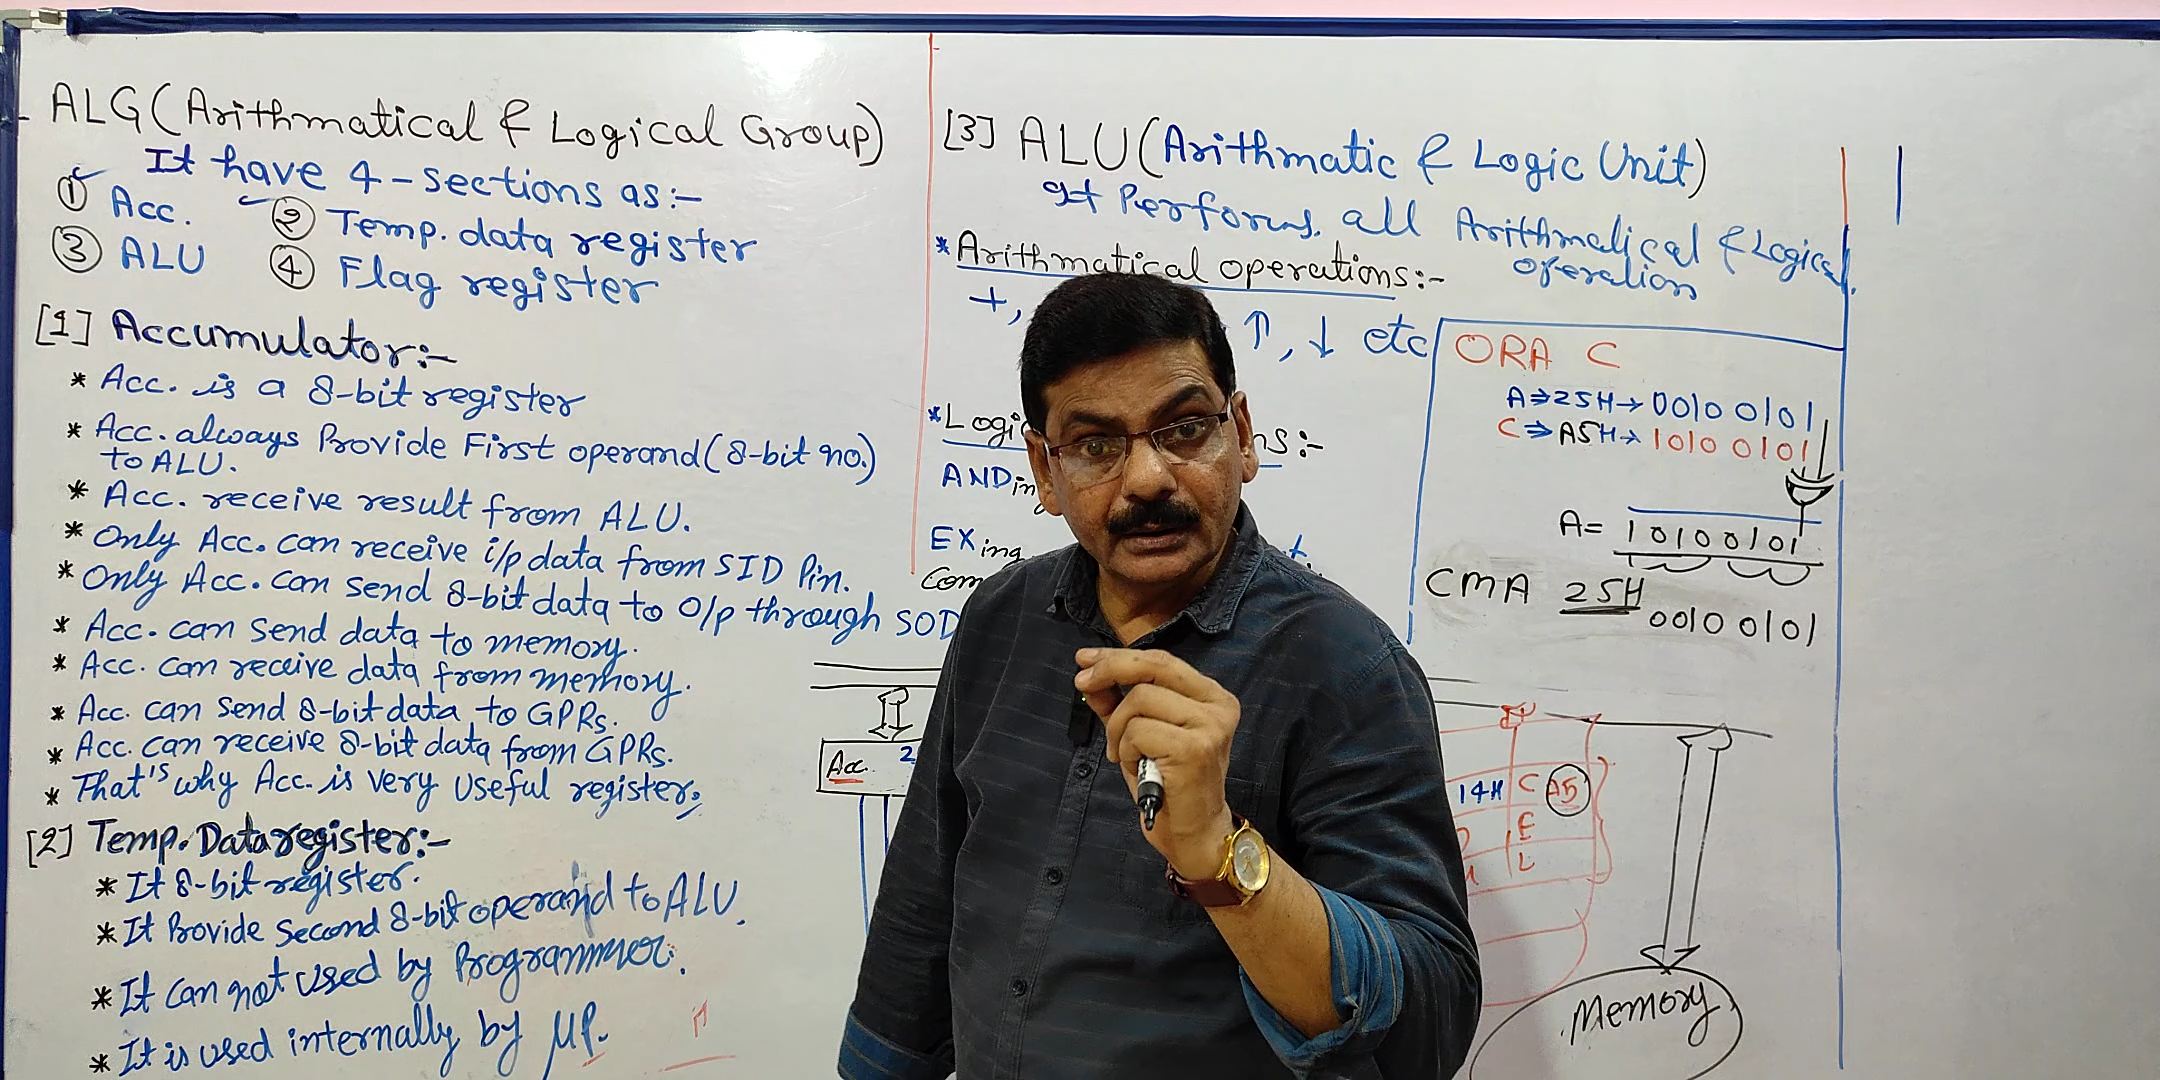 ALG (Arithmatical & Logical Group)
It have 4-sections as:-
① Acc. ② Temp. data register
③ ALU ④ Flag register
[1] Accumulator:-
* Acc. is a 8-bit register
* Acc. always Provide First operand (8-bit no.)
to ALU.
* Acc. receive result from ALU.
* Only Acc. can receive i/p data from SID Pin.
* Only Acc. can send 8-bit data to O/p through SOD
* Acc. can send data to memory.
* Acc. can receive data from memory.
* Acc. can send 8-bit data to GPRs.
* Acc. can receive 8-bit data from GPRs.
* That's why Acc. is very useful register.
[2] Temp. Data register:-
* It 8-bit register.
* It Provide Second 8-bit operand to ALU.
* It can not used by Programmer.
* It is used internally by μP.
[3] ALU (Arithmatic & Logic Unit)
It Performs all Arithmatical & Logical
operation
* Arithmatical operations:-
+, ↑, ↓ etc
* Logi ns:-
ANDin
EXing
Com
ORA C
A⇒25H→ 0010 0101
C⇒A5H→ 1010 0101
A= 1010 0101
CMA 25H
0010 0101
Acc. 2
14H C A5
E
L
Memory